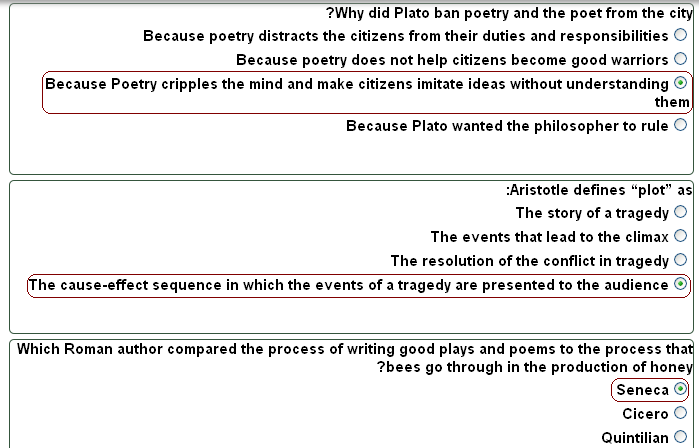 ?Why did Plato ban poetry and the poet from the city
Because poetry distracts the citizens from their duties and responsibilities
Because poetry does not help citizens become good warriors
Because Poetry cripples the mind and make citizens imitate ideas without understanding
them
Because Plato wanted the philosopher to rule
:Aristotle defines “plot” as
The story of a tragedy
The events that lead to the climax
The resolution of the conflict in tragedy
The cause-effect sequence in which the events of a tragedy are presented to the audience
Which Roman author compared the process of writing good plays and poems to the process that
?bees go through in the production of honey
Seneca
Cicero
Quintilian